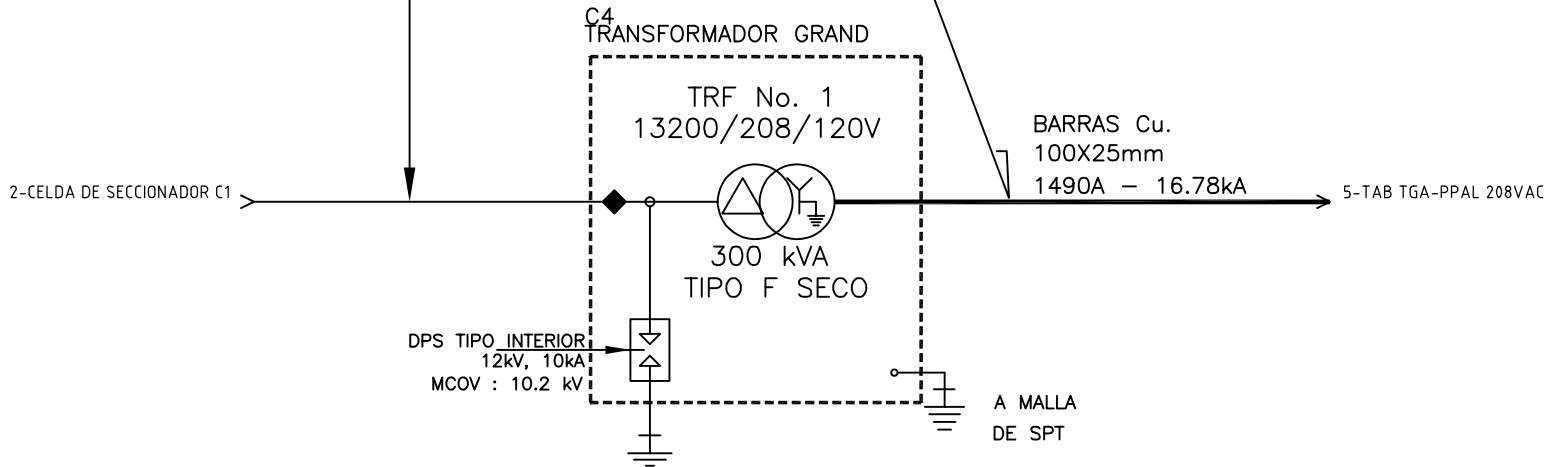 C4
TRANSFORMADOR GRAND
TRF No. 1
13200/208/120V
BARRAS Cu.
100X25mm
1490A - 16.78kA
2-CELDA DE SECCIONADOR C1
5-TAB TGA-PPAL 208VAC
300 kVA
TIPO F SECO
DPS TIPO INTERIOR
12kV, 10kA
MCOV : 10.2 kV
A MALLA
DE SPT